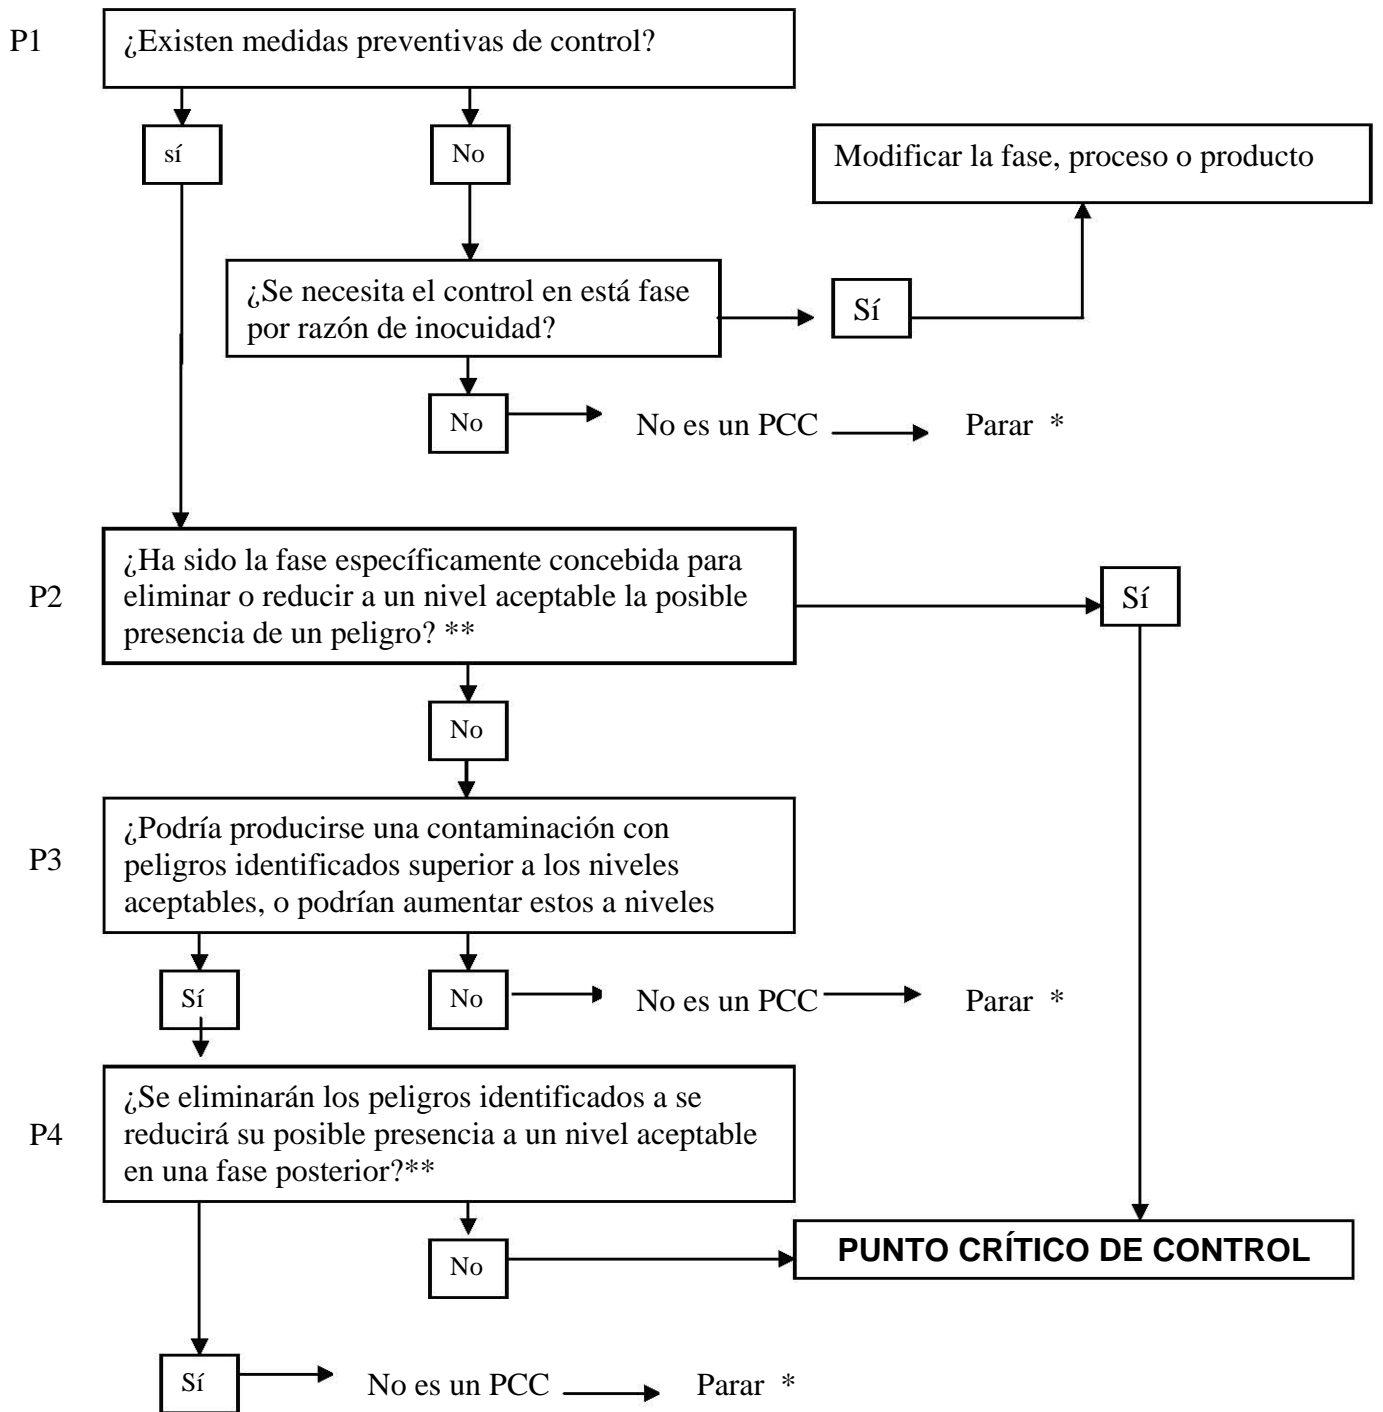 P1
¿Existen medidas preventivas de control?
sí
No
Modificar la fase, proceso o producto
¿Se necesita el control en está fase
por razón de inocuidad?
Sí
No
No es un PCC
Parar *
P2
¿Ha sido la fase específicamente concebida para
eliminar o reducir a un nivel aceptable la posible
presencia de un peligro? **
Sí
No
P3
¿Podría producirse una contaminación con
peligros identificados superior a los niveles
aceptables, o podrían aumentar estos a niveles
Sí
No
No es un PCC
Parar *
P4
¿Se eliminarán los peligros identificados a se
reducirá su posible presencia a un nivel aceptable
en una fase posterior?**
No
PUNTO CRÍTICO DE CONTROL
Sí
No es un PCC
Parar *